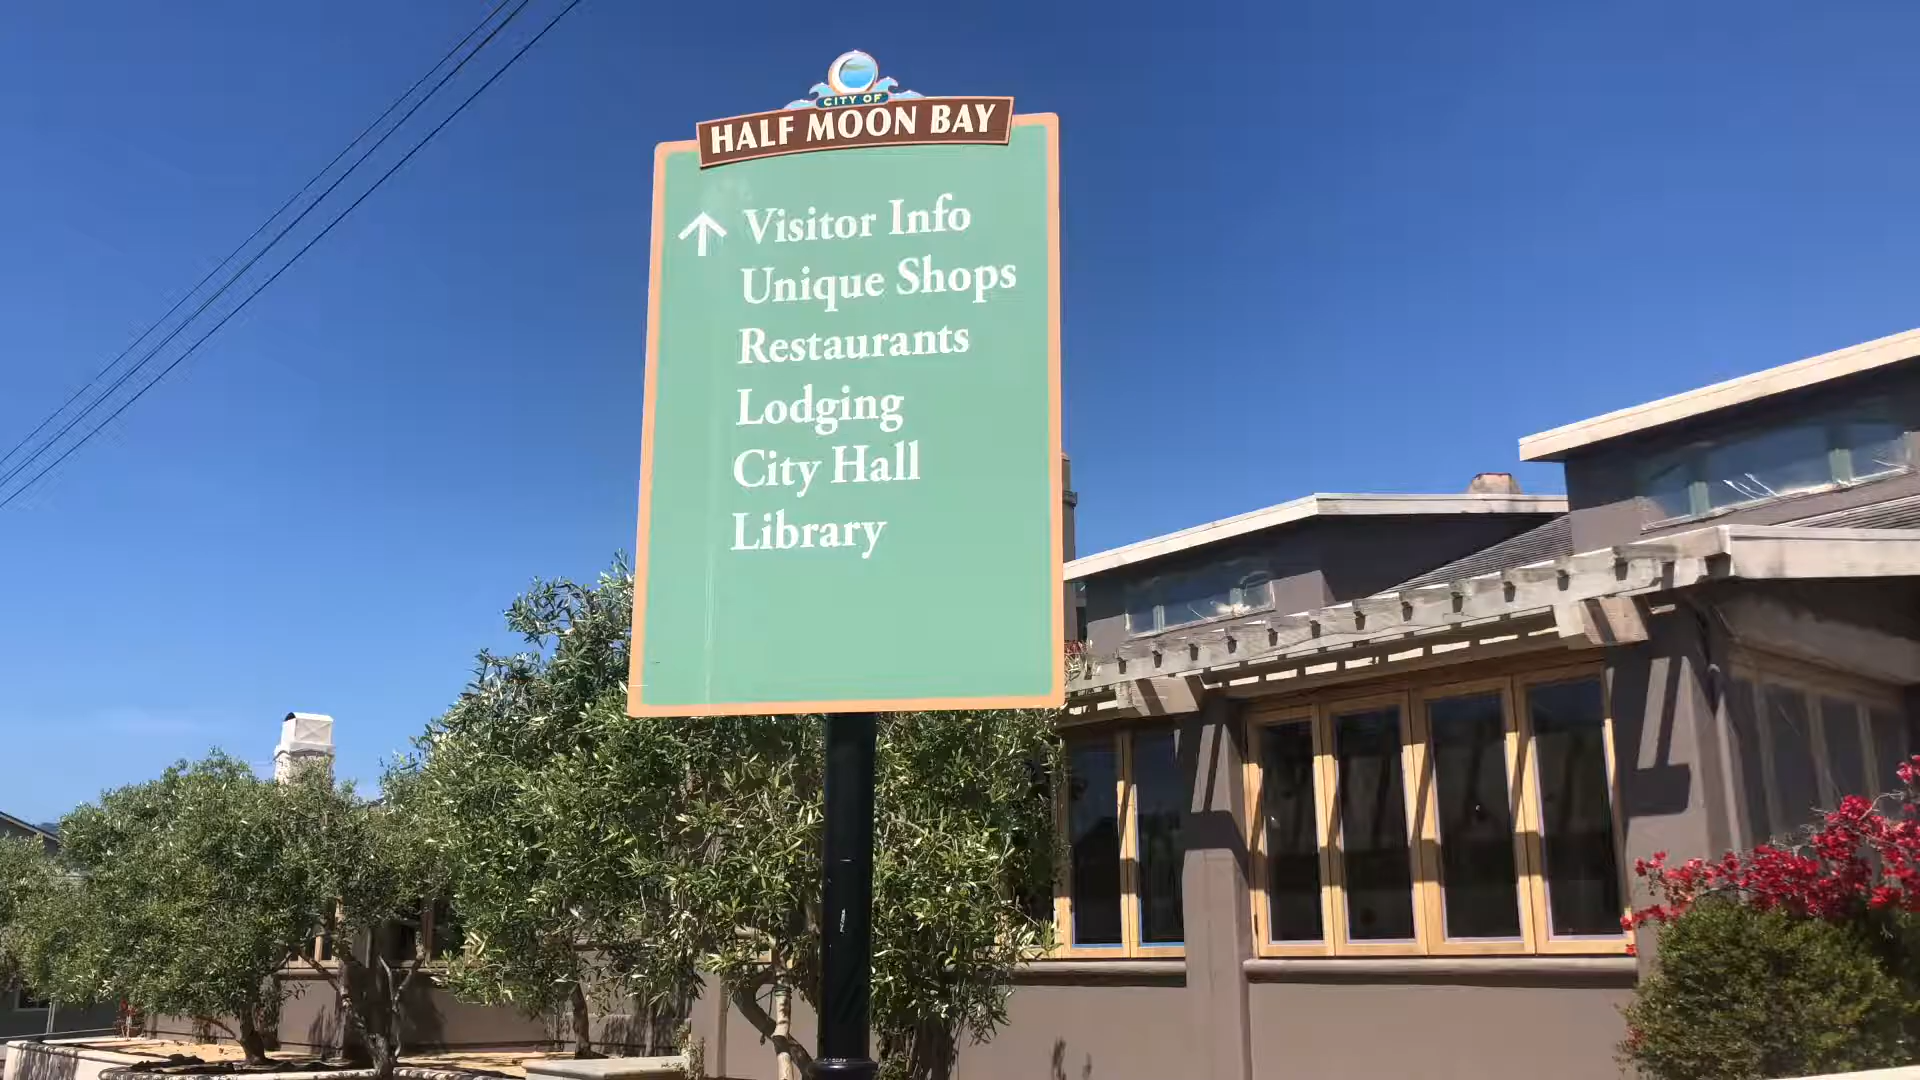 CITY OF
HALF MOON BAY
Visitor Info
Unique Shops
Restaurants
Lodging
City Hall
Library